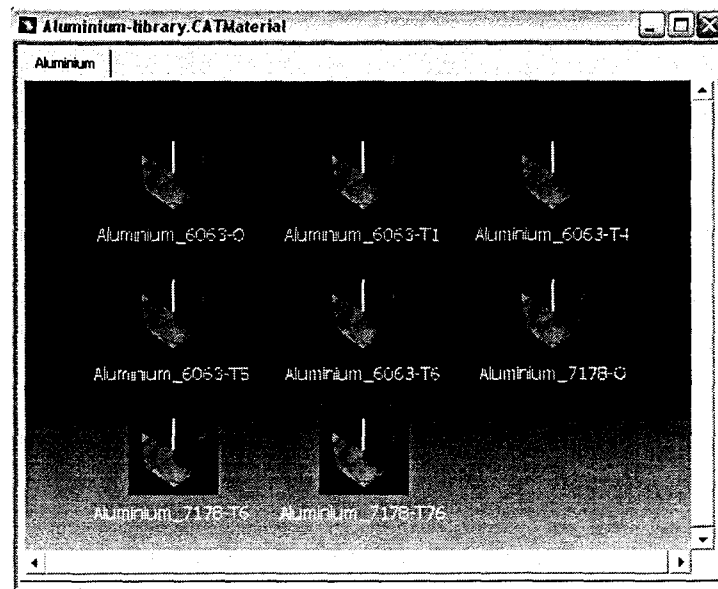 Aluminium-library.CATMaterial
Aluminium
Aluminium_6063-O Aluminium_6063-T1 Aluminium_6063-T4
Aluminium_6063-T5 Aluminium_6063-T6 Aluminium_7178-O
Aluminium_7178-T6 Aluminium_7178-T76